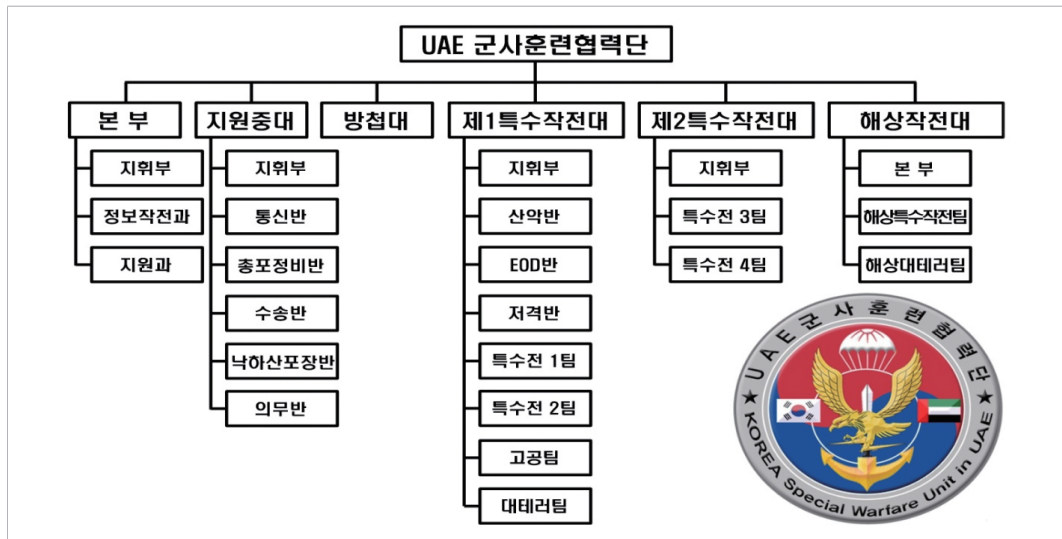 UAE 군사훈련협력단
본 부
지원중대
방첩대
제1특수작전대
제2특수작전대
해상작전대
지휘부
정보작전과
지원과
지휘부
통신반
총포정비반
수송반
낙하산포장반
의무반
지휘부
산악반
EOD반
저격반
특수전 1팀
특수전 2팀
고공팀
대테러팀
지휘부
특수전 3팀
특수전 4팀
본 부
해상특수작전팀
해상대테러팀
★ UAE군사훈련협력단 ★
KOREA Special Warfare Unit in UAE